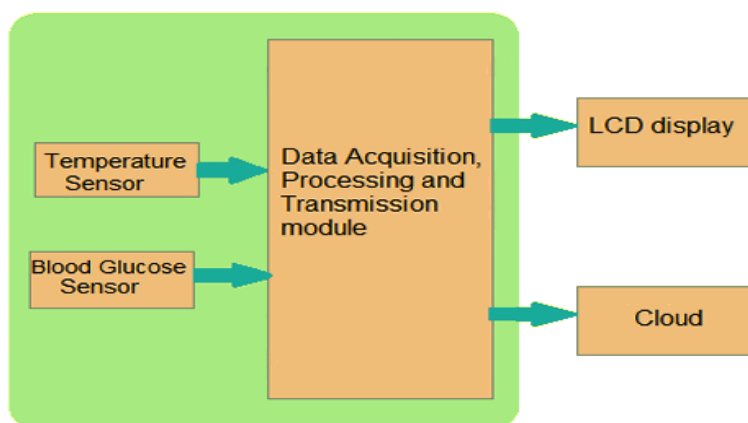 Temperature
Sensor
Blood Glucose
Sensor
Data Acquisition,
Processing and
Transmission
module
LCD display
Cloud